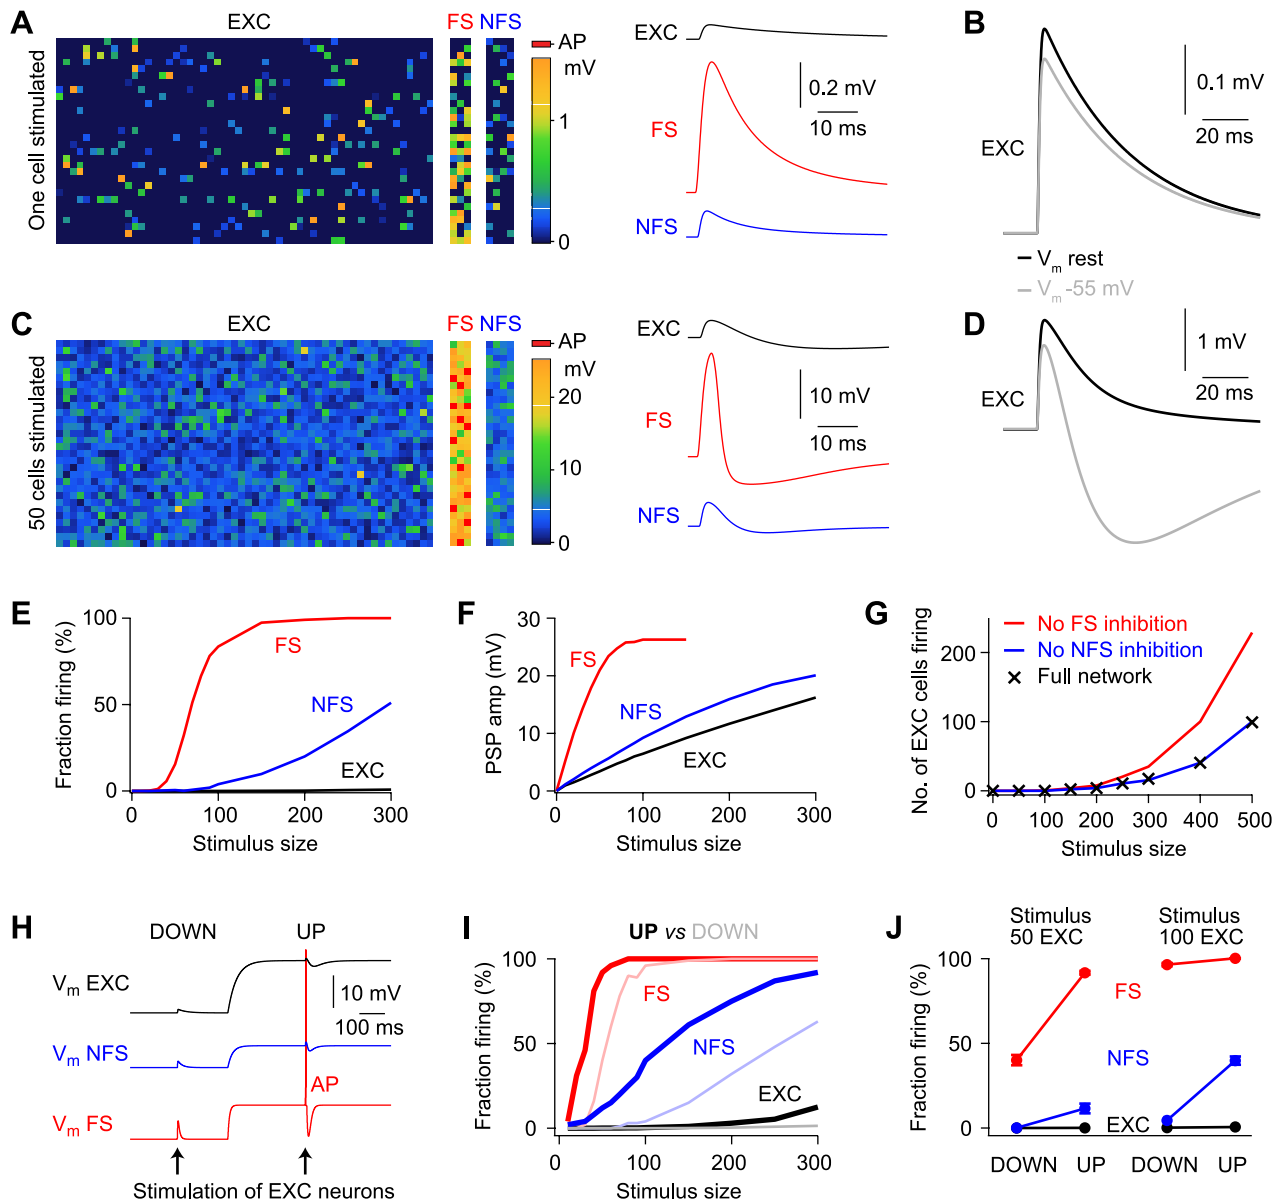 A
EXC
FS NFS
AP
mV
1
0
One cell stimulated
EXC
FS
NFS
0.2 mV
10 ms
B
EXC
0.1 mV
20 ms
Vm rest
Vm -55 mV
C
EXC
FS NFS
AP
mV
20
10
0
50 cells stimulated
EXC
FS
NFS
10 mV
10 ms
D
EXC
1 mV
20 ms
E
Fraction firing (%)
100
50
0
FS
NFS
EXC
0 100 200 300
Stimulus size
F
PSP amp (mV)
30
20
10
0
FS
NFS
EXC
0 100 200 300
Stimulus size
G
No. of EXC cells firing
No FS inhibition
No NFS inhibition
Full network
200
100
0
0 100 200 300 400 500
Stimulus size
H
DOWN UP
Vm EXC
Vm NFS
Vm FS
10 mV
100 ms
AP
Stimulation of EXC neurons
I
UP vs DOWN
Fraction firing (%)
100
50
0
FS
NFS
EXC
0 100 200 300
Stimulus size
J
Stimulus
50 EXC
Stimulus
100 EXC
Fraction firing (%)
100
50
0
FS
NFS
EXC
DOWN UP DOWN UP